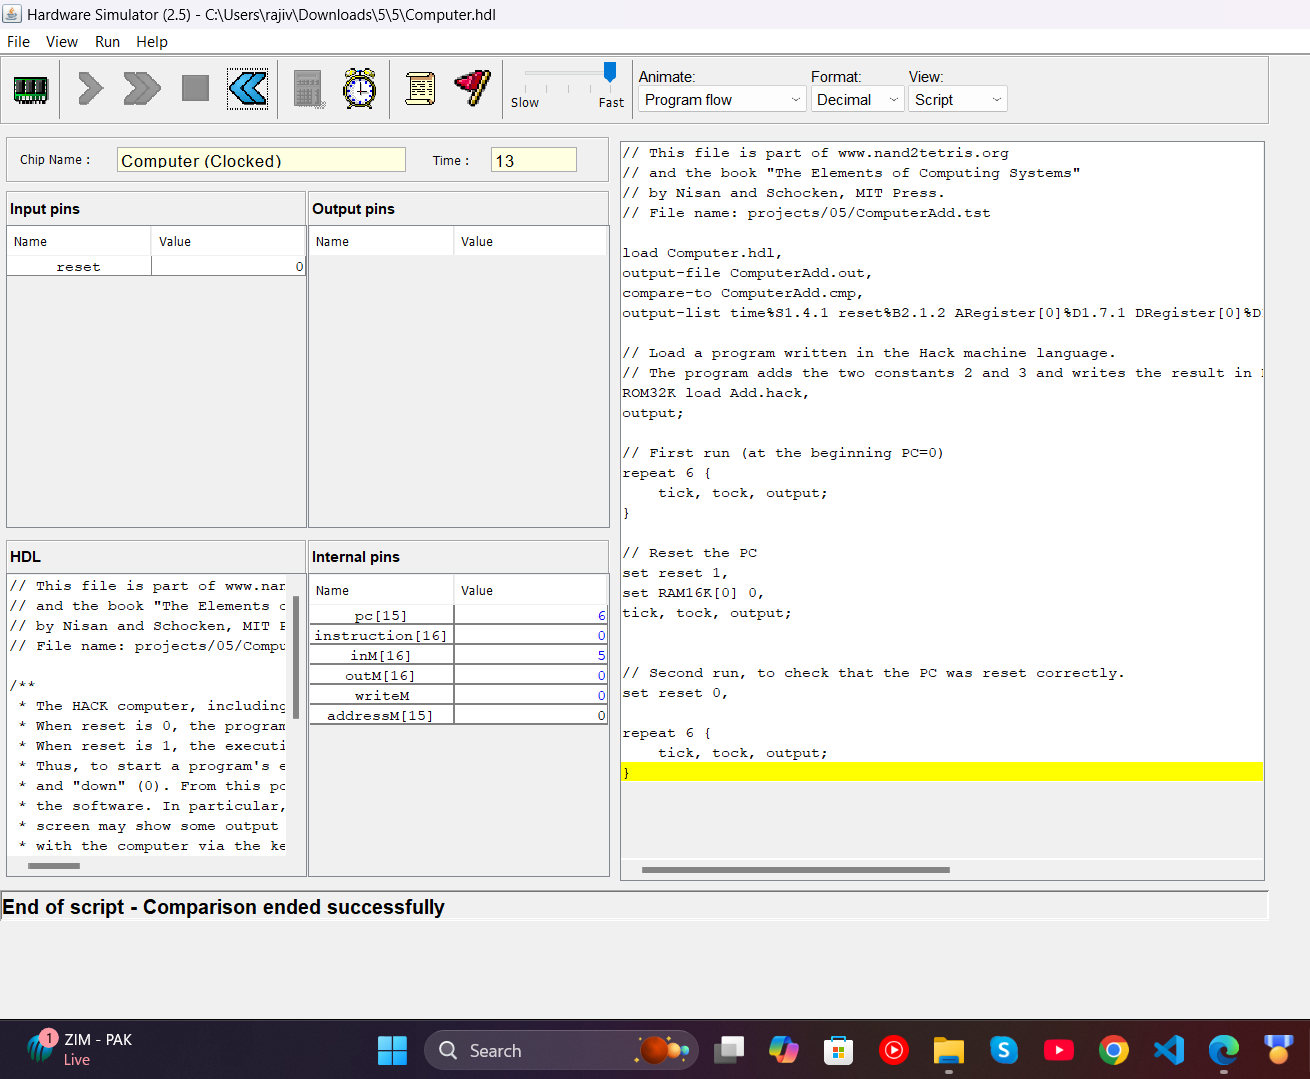 Hardware Simulator (2.5) - C:\Users\rajiv\Downloads\5\5\Computer.hdl
File View Run Help
Slow Fast
Animate: Format: View:
Program flow Decimal Script
Chip Name : Computer (Clocked) Time : 13
Input pins
Name Value
reset 0
Output pins
Name Value
HDL
// This file is part of www.nan
// and the book "The Elements o
// by Nisan and Schocken, MIT P
// File name: projects/05/Compu
/**
* The HACK computer, including
* When reset is 0, the program
* When reset is 1, the executi
* Thus, to start a program's e
* and "down" (0). From this po
* the software. In particular,
* screen may show some output
* with the computer via the ke
Internal pins
Name Value
pc[15] 6
instruction[16] 0
inM[16] 5
outM[16] 0
writeM 0
addressM[15] 0
// This file is part of www.nand2tetris.org
// and the book "The Elements of Computing Systems"
// by Nisan and Schocken, MIT Press.
// File name: projects/05/ComputerAdd.tst
load Computer.hdl,
output-file ComputerAdd.out,
compare-to ComputerAdd.cmp,
output-list time%S1.4.1 reset%B2.1.2 ARegister[0]%D1.7.1 DRegister[0]%D
// Load a program written in the Hack machine language.
// The program adds the two constants 2 and 3 and writes the result in
ROM32K load Add.hack,
output;
// First run (at the beginning PC=0)
repeat 6 {
tick, tock, output;
}
// Reset the PC
set reset 1,
set RAM16K[0] 0,
tick, tock, output;
// Second run, to check that the PC was reset correctly.
set reset 0,
repeat 6 {
tick, tock, output;
}
End of script - Comparison ended successfully
1
ZIM - PAK
Live
Search